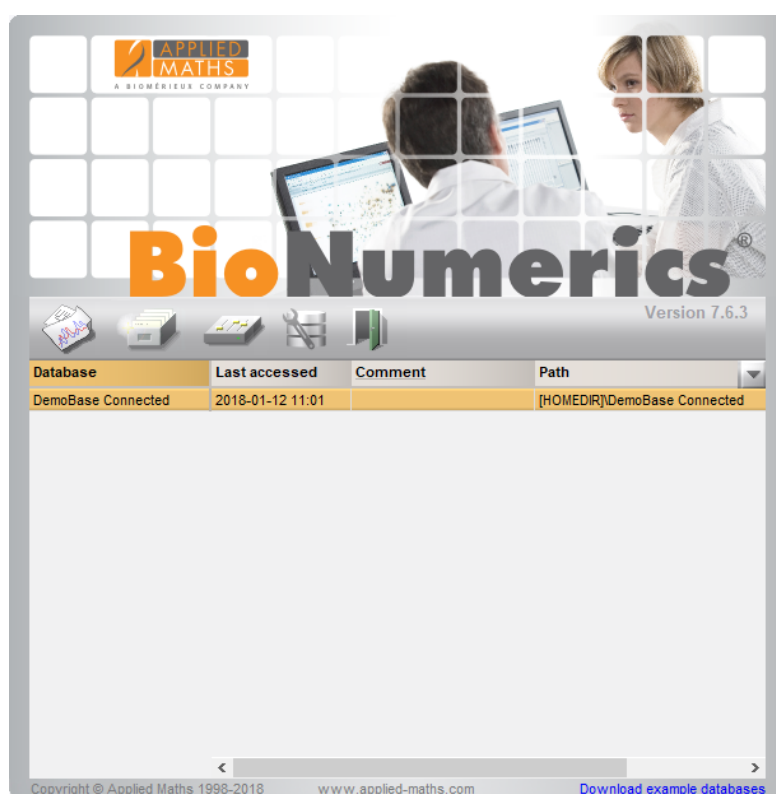 APPLIED
MATHS
A BIOMÉRIEUX COMPANY
BioNumerics®
Version 7.6.3
Database Last accessed Comment Path
DemoBase Connected 2018-01-12 11:01 [HOMEDIR]\DemoBase Connected
Copyright © Applied Maths 1998-2018 www.applied-maths.com Download example databases